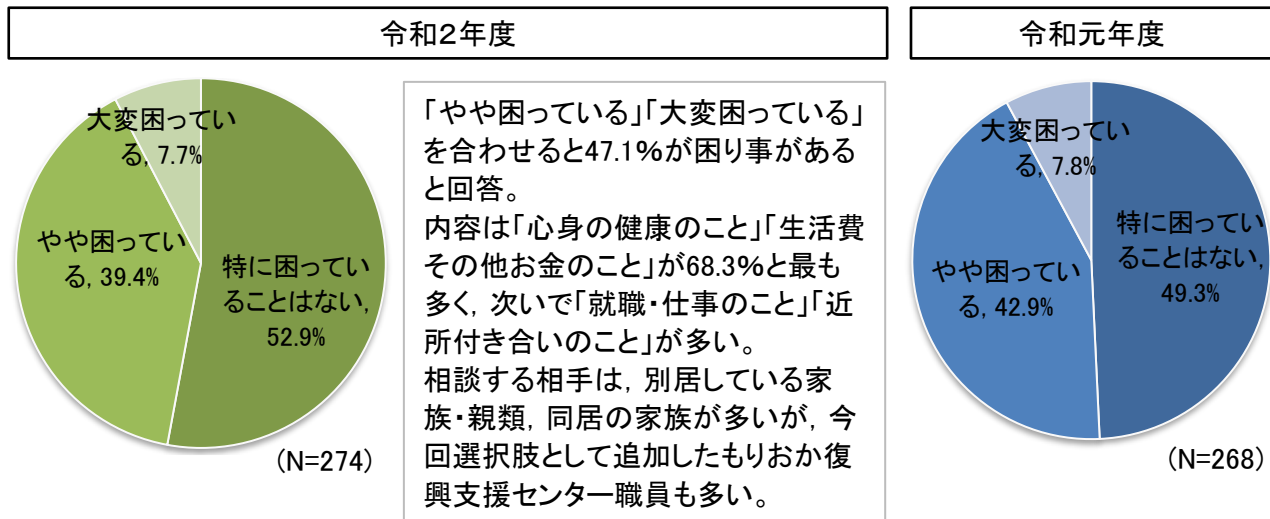 令和2年度
大変困ってい
る, 7.7%
やや困ってい
る, 39.4%
特に困ってい
ることはない,
52.9%
(N=274)
「やや困っている」「大変困っている」
を合わせると47.1%が困り事がある
と回答。
内容は「心身の健康のこと」「生活費
その他お金のこと」が68.3%と最も
多く, 次いで「就職・仕事のこと」「近
所付き合いのこと」が多い。
相談する相手は, 別居している家
族・親類, 同居の家族が多いが, 今
回選択肢として追加したもりおか復
興支援センター職員も多い。
令和元年度
大変困ってい
る, 7.8%
やや困ってい
る, 42.9%
特に困ってい
ることはない,
49.3%
(N=268)